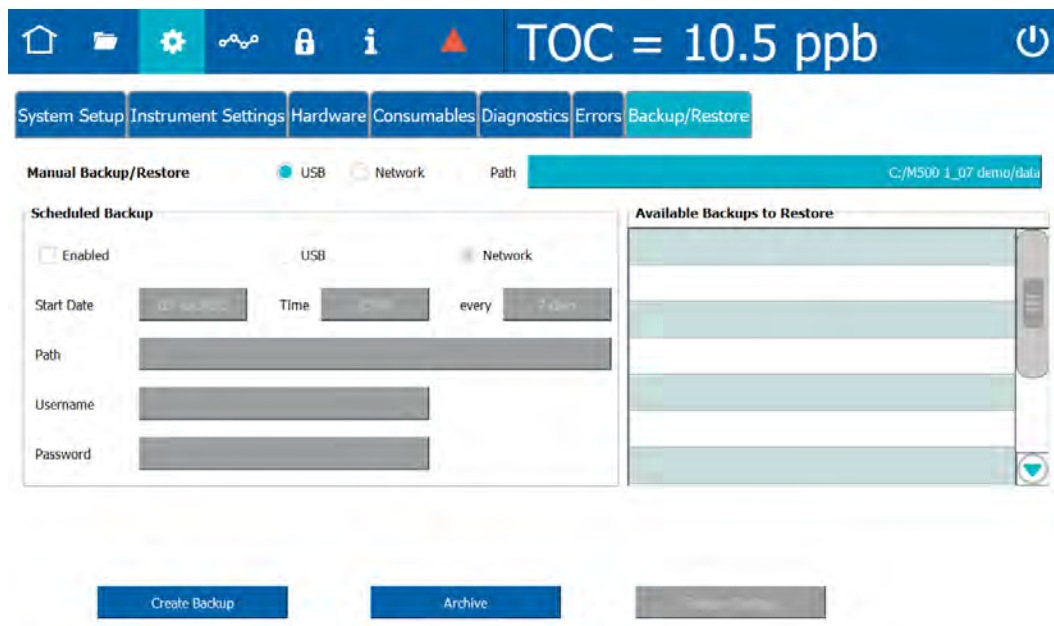 TOC = 10.5 ppb
System Setup Instrument Settings Hardware Consumables Diagnostics Errors Backup/Restore
Manual Backup/Restore USB Network Path C:/M500 1_07 demo/data
Scheduled Backup
Enabled USB Network
Start Date Time every
Path
Username
Password
Available Backups to Restore
Create Backup Archive